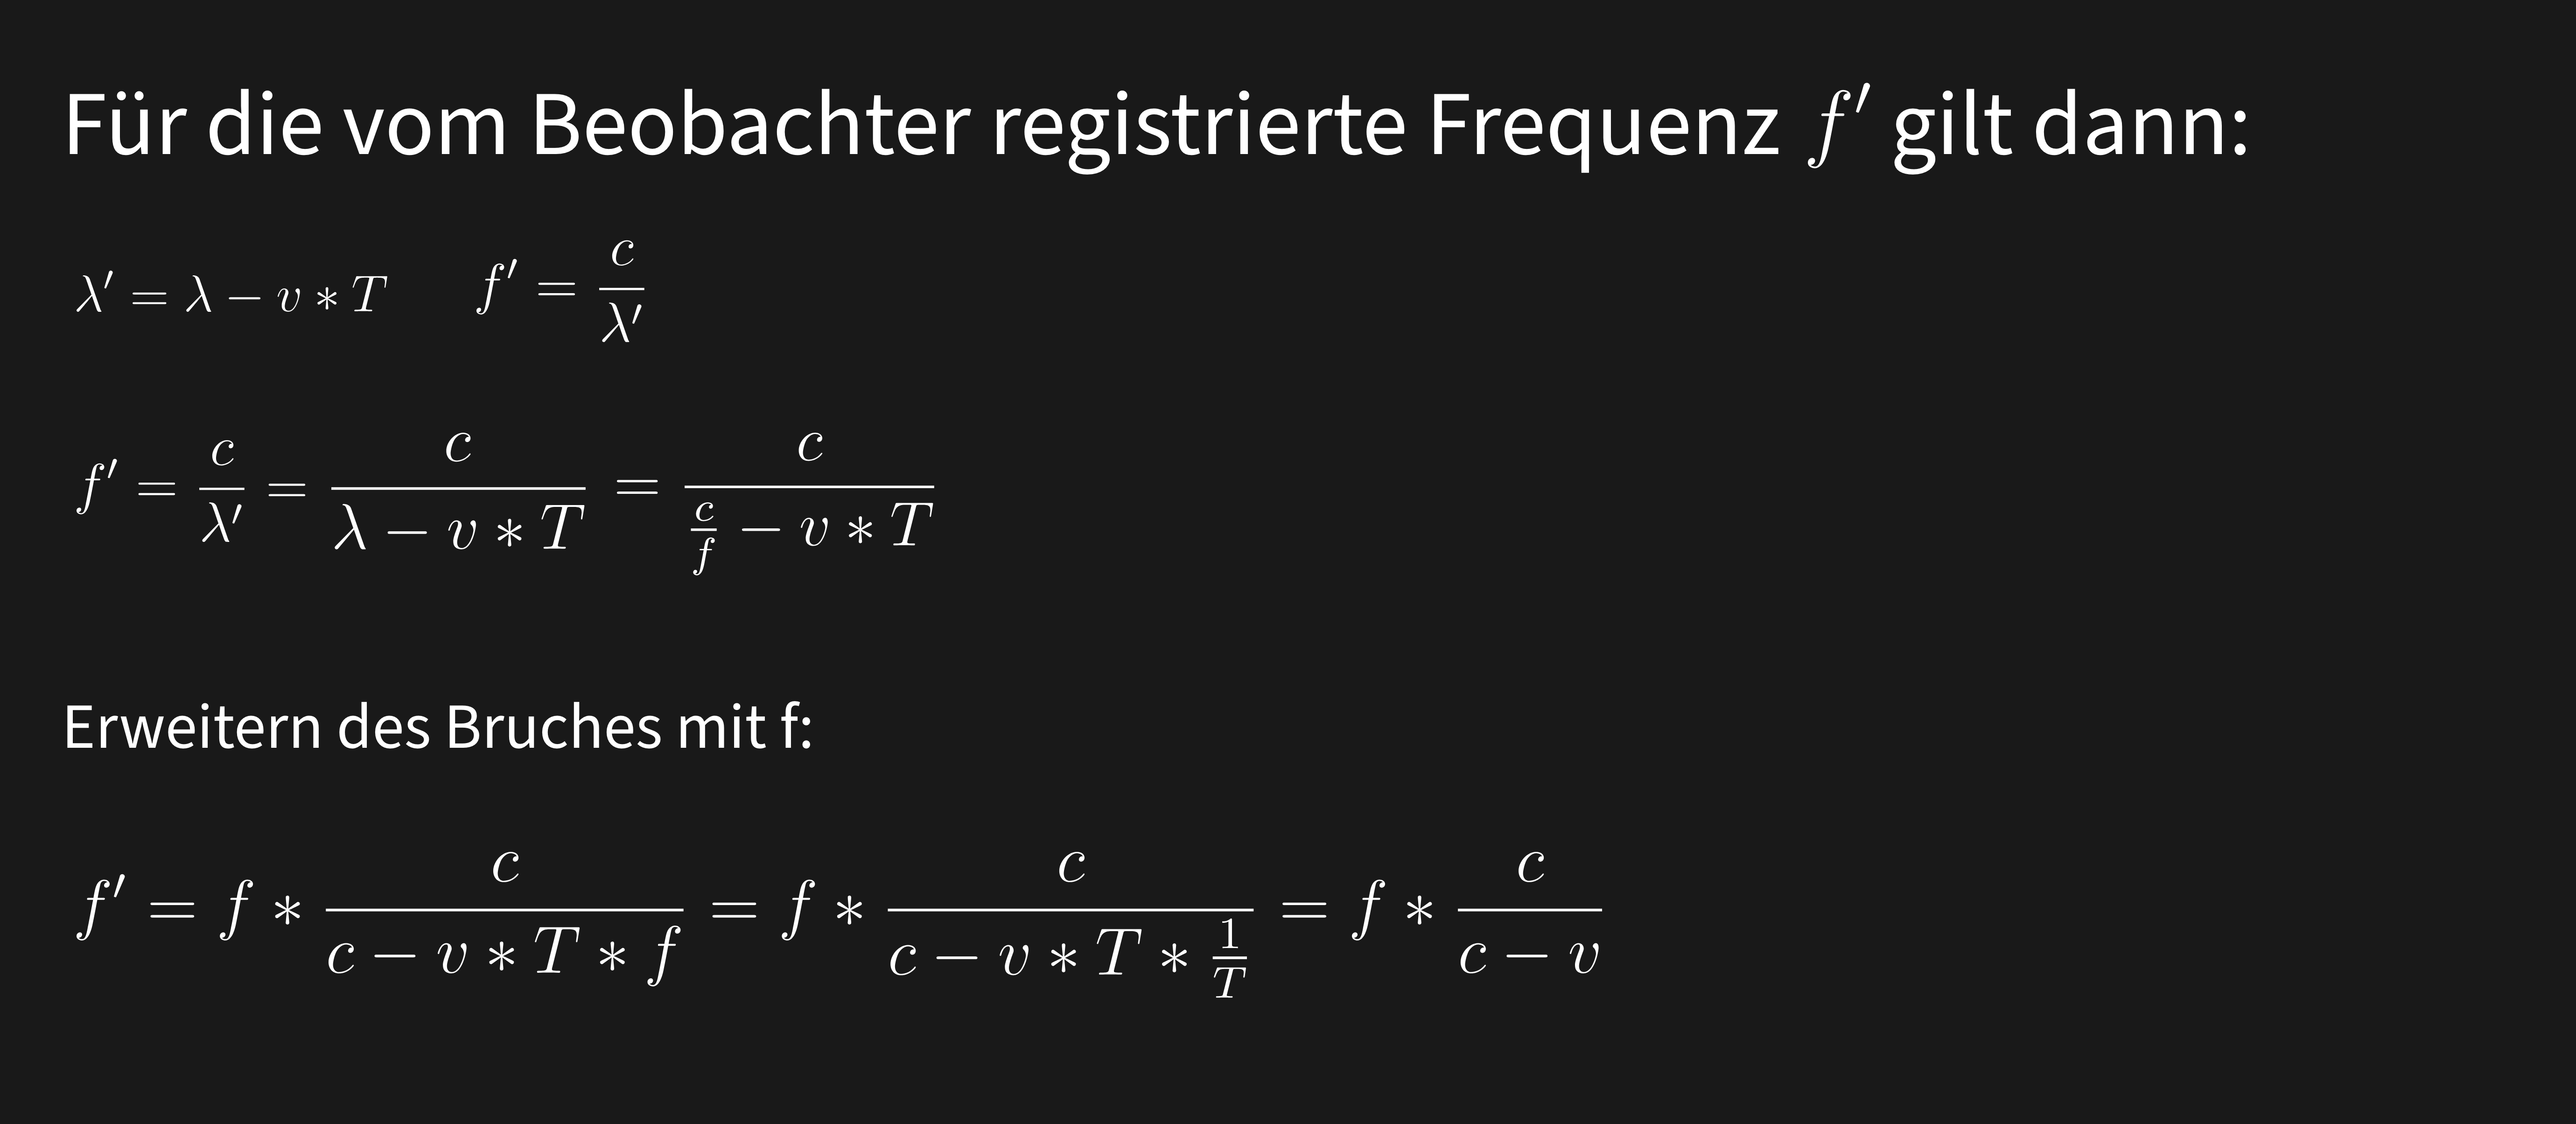 Für die vom Beobachter registrierte Frequenz $f'$ gilt dann:
$\lambda' = \lambda - v * T \quad f' = \frac{c}{\lambda'}$
$f' = \frac{c}{\lambda'} = \frac{c}{\lambda - v * T} = \frac{c}{\frac{c}{f} - v * T}$
Erweitern des Bruches mit f:
$f' = f * \frac{c}{c - v * T * f} = f * \frac{c}{c - v * T * \frac{1}{T}} = f * \frac{c}{c - v}$